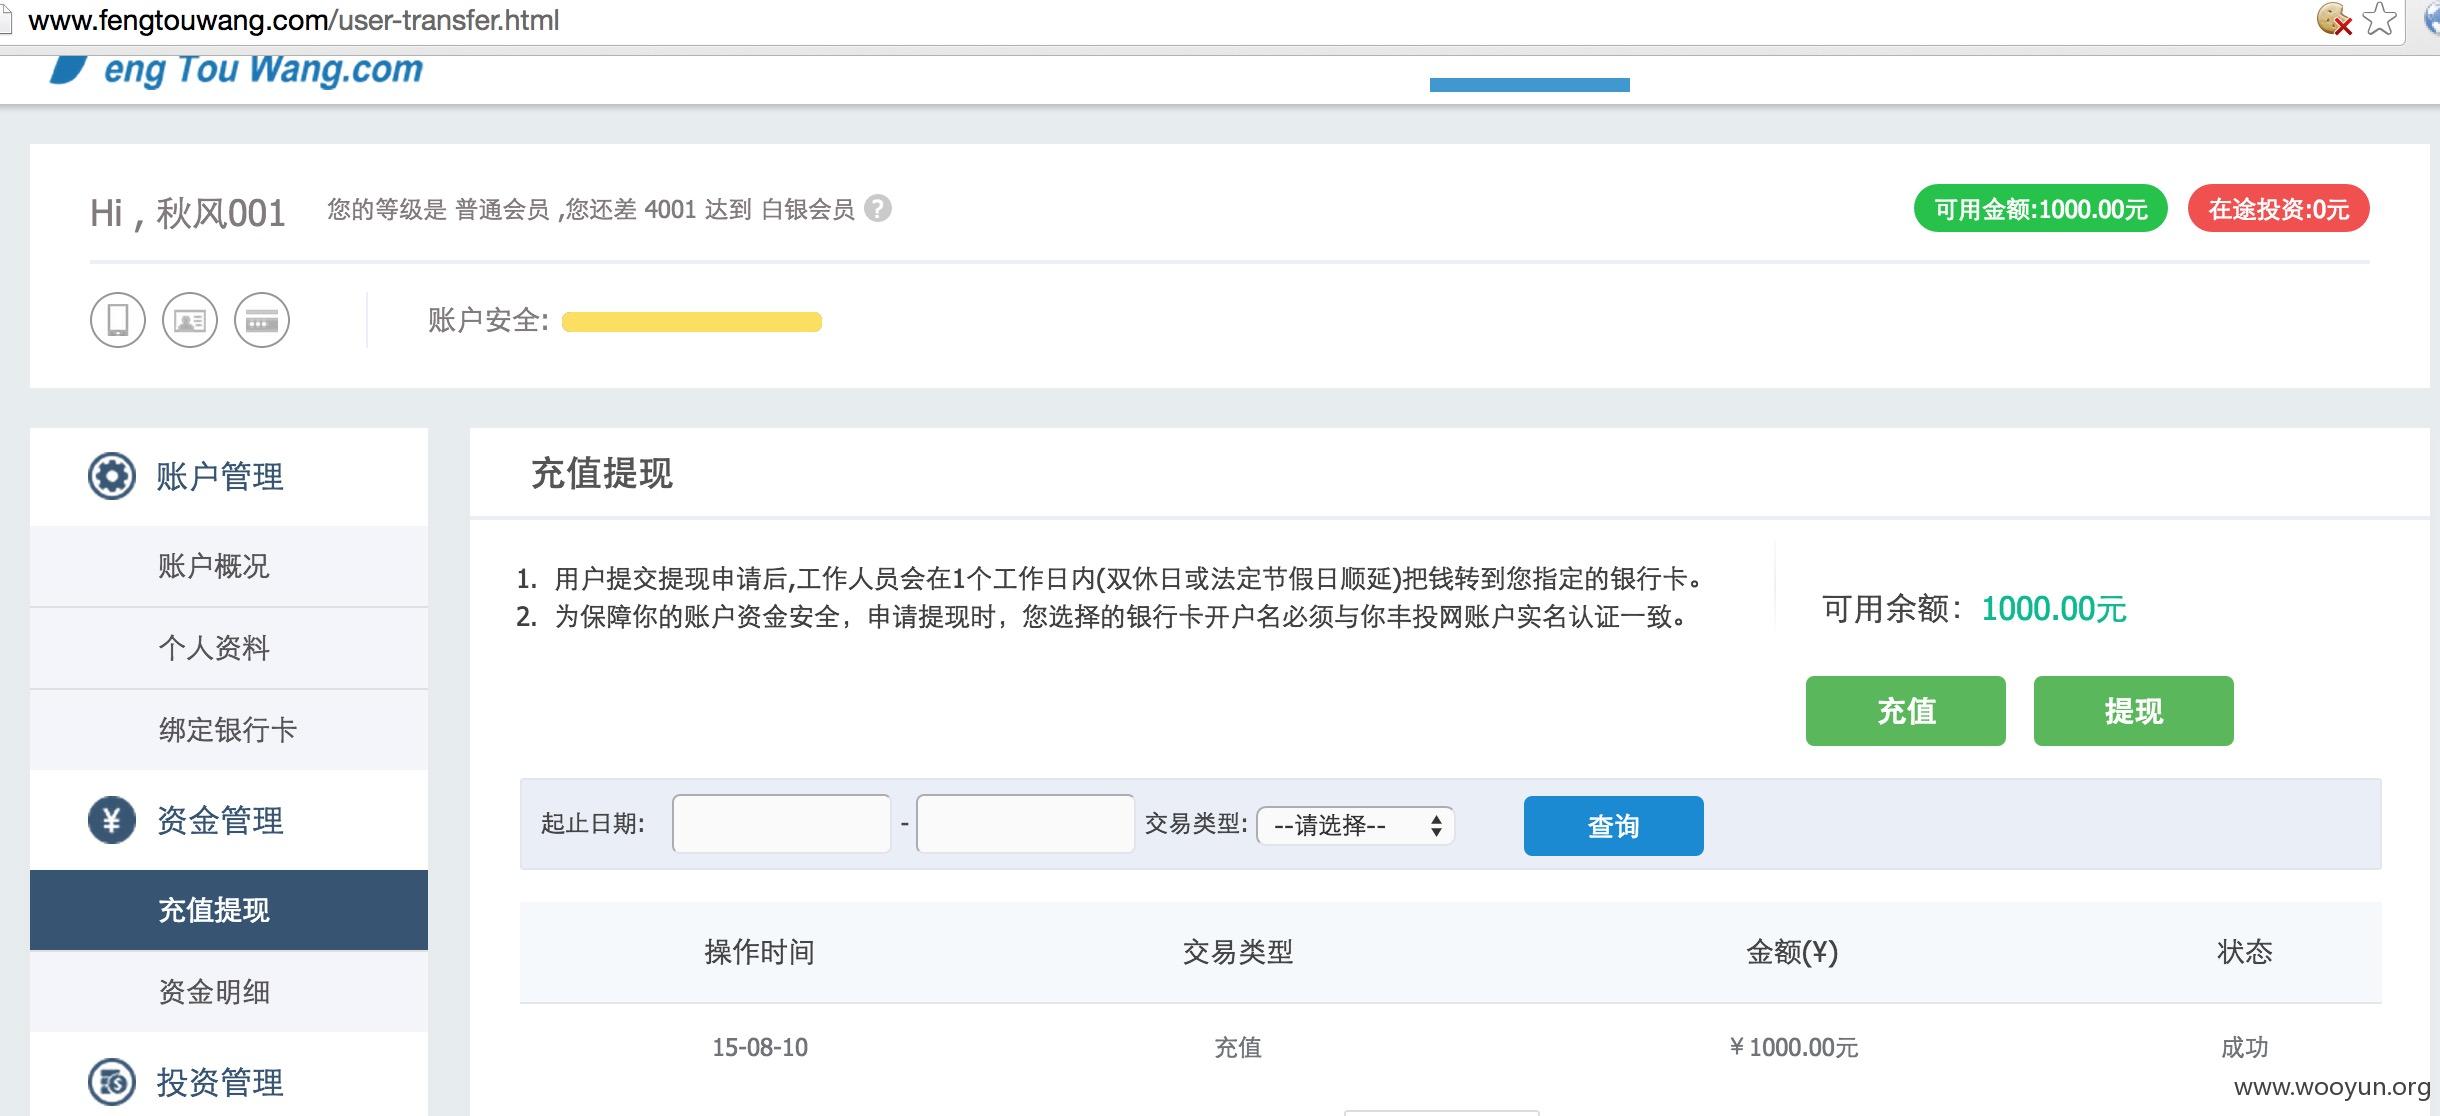 www.fengtouwang.com/user-transfer.html
eng Tou Wang.com
Hi , 秋风001 您的等级是 普通会员 ,您还差 4001 达到 白银会员 ?
可用金额:1000.00元 在途投资:0元
账户安全:
账户管理
账户概况
个人资料
绑定银行卡
资金管理
充值提现
资金明细
投资管理
充值提现
1. 用户提交提现申请后,工作人员会在1个工作日内(双休日或法定节假日顺延)把钱转到您指定的银行卡。
2. 为保障你的账户资金安全，申请提现时，您选择的银行卡开户名必须与你丰投网账户实名认证一致。
可用余额：1000.00元
充值 提现
起止日期: - 交易类型: --请选择-- 查询
操作时间 交易类型 金额(¥) 状态
15-08-10 充值 ¥1000.00元 成功
www.wooyun.org